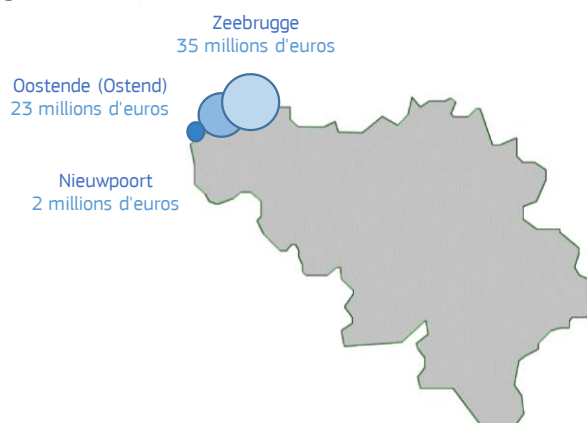 Zeebrugge
35 millions d'euros
Oostende (Ostend)
23 millions d'euros
Nieuwpoort
2 millions d'euros